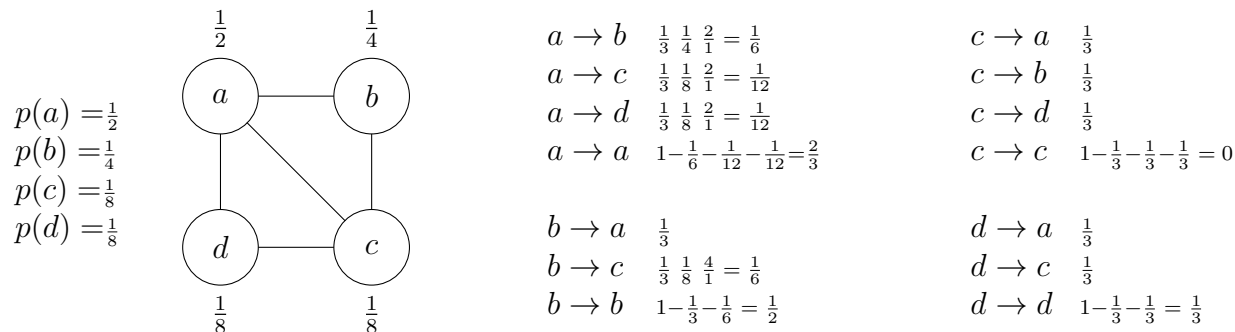 p(a) = 1/2
p(b) = 1/4
p(c) = 1/8
p(d) = 1/8
1/2 1/4
a b
d c
1/8 1/8
a → b 1/3 1/4 2/1 = 1/6
a → c 1/3 1/8 2/1 = 1/12
a → d 1/3 1/8 2/1 = 1/12
a → a 1 − 1/6 − 1/12 − 1/12 = 2/3
b → a 1/3
b → c 1/3 1/8 4/1 = 1/6
b → b 1 − 1/3 − 1/6 = 1/2
c → a 1/3
c → b 1/3
c → d 1/3
c → c 1 − 1/3 − 1/3 − 1/3 = 0
d → a 1/3
d → c 1/3
d → d 1 − 1/3 − 1/3 = 1/3